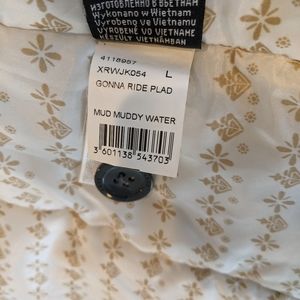 ИЗГОТОВЛЕНО В ВЬЕТНАМ
Wykonano w Wietnam
Vyrobeno ve Vietnamu
VYROBENÉ VO VIETNAME
KÉSZÜLT VIETNÁMBAN
4118957
XRWJK054 L
GONNA RIDE PLAD
MUD MUDDY WATER
3 601138 543703